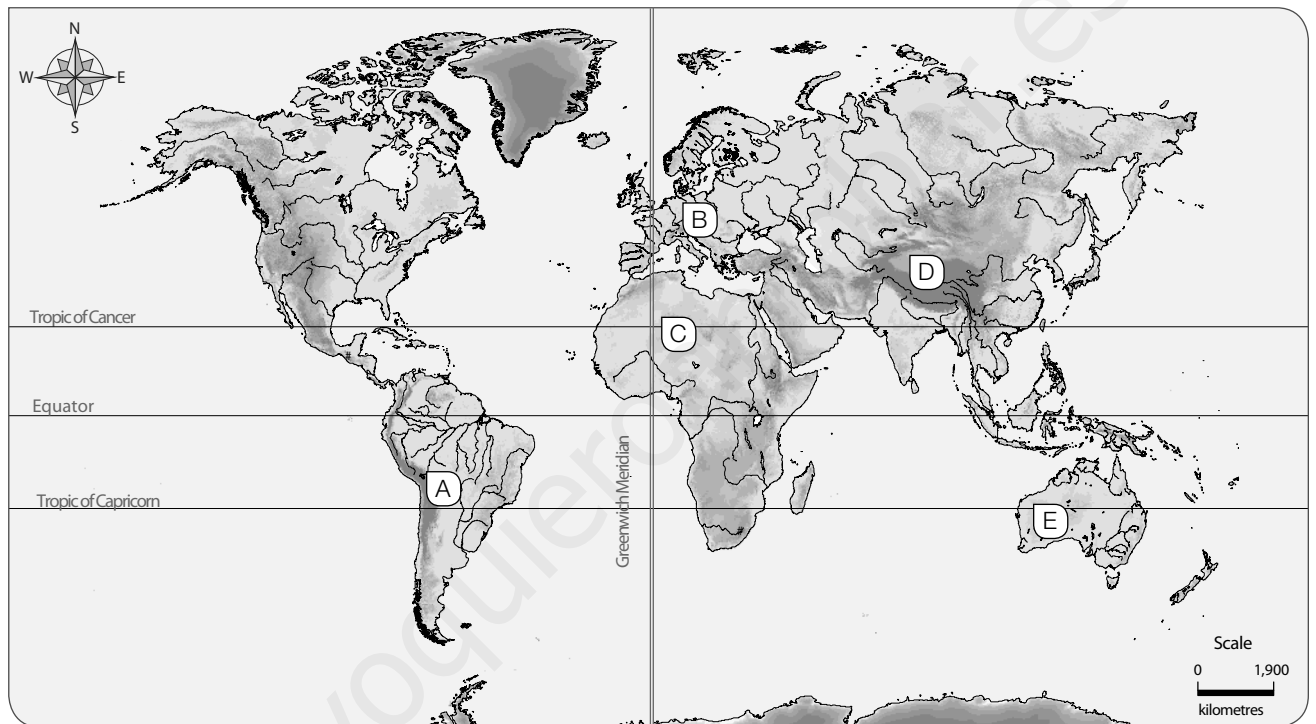 N
W E
S
B
D
Tropic of Cancer
C
Equator
Greenwich Meridian
A
Tropic of Capricorn
E
Scale
0 1,900
kilometres